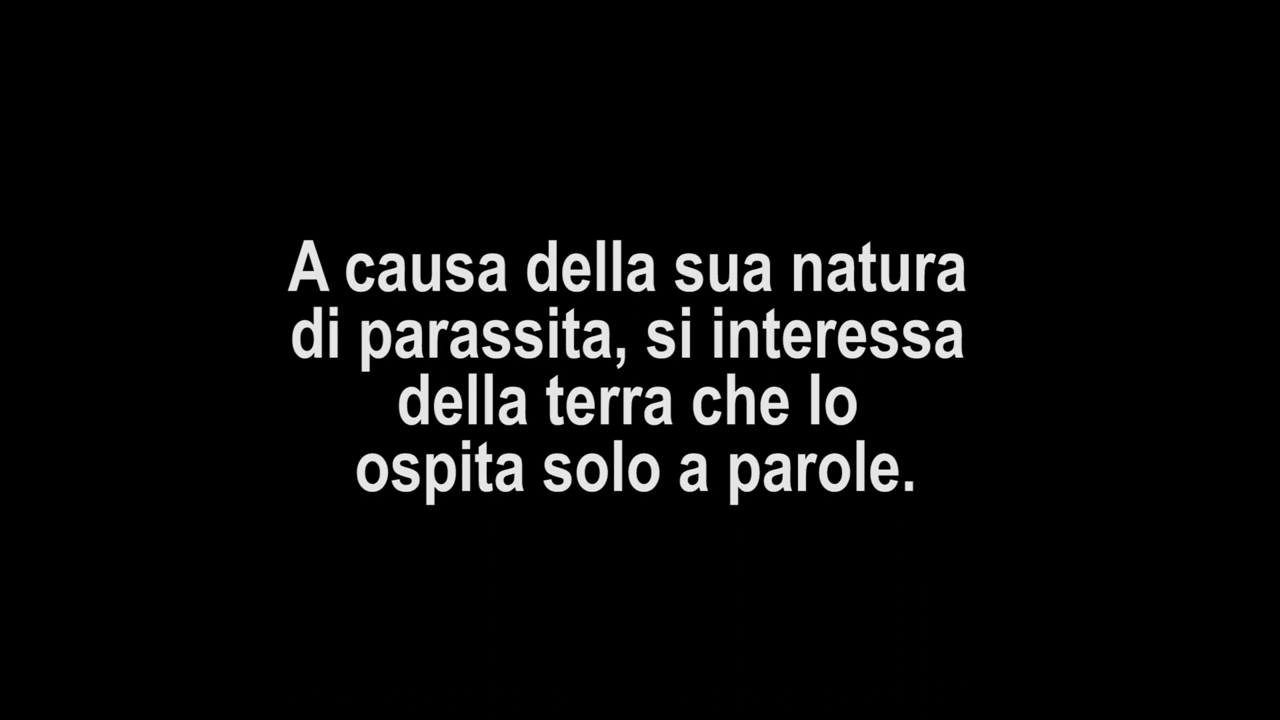 A causa della sua natura
di parassita, si interessa
della terra che lo
ospita solo a parole.